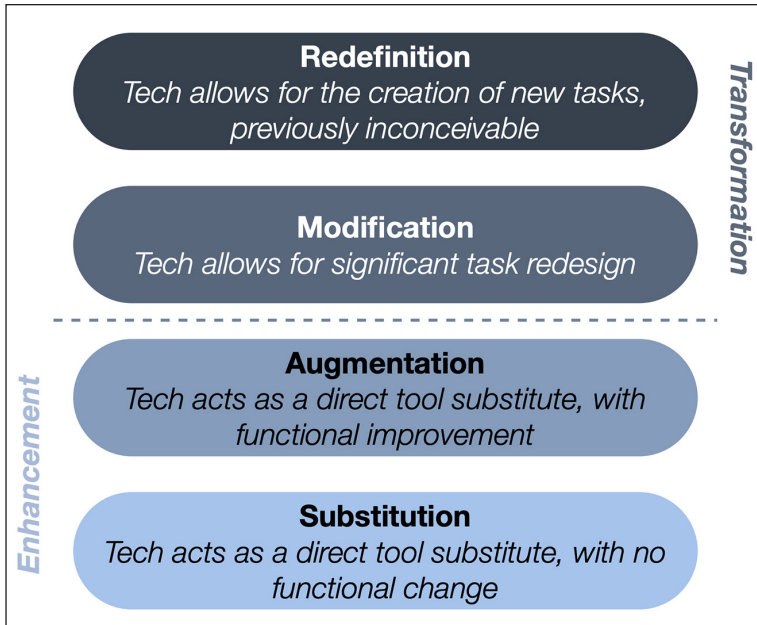 Redefinition
Tech allows for the creation of new tasks,
previously inconceivable
Transformation
Modification
Tech allows for significant task redesign
Augmentation
Tech acts as a direct tool substitute, with
functional improvement
Enhancement
Substitution
Tech acts as a direct tool substitute, with no
functional change